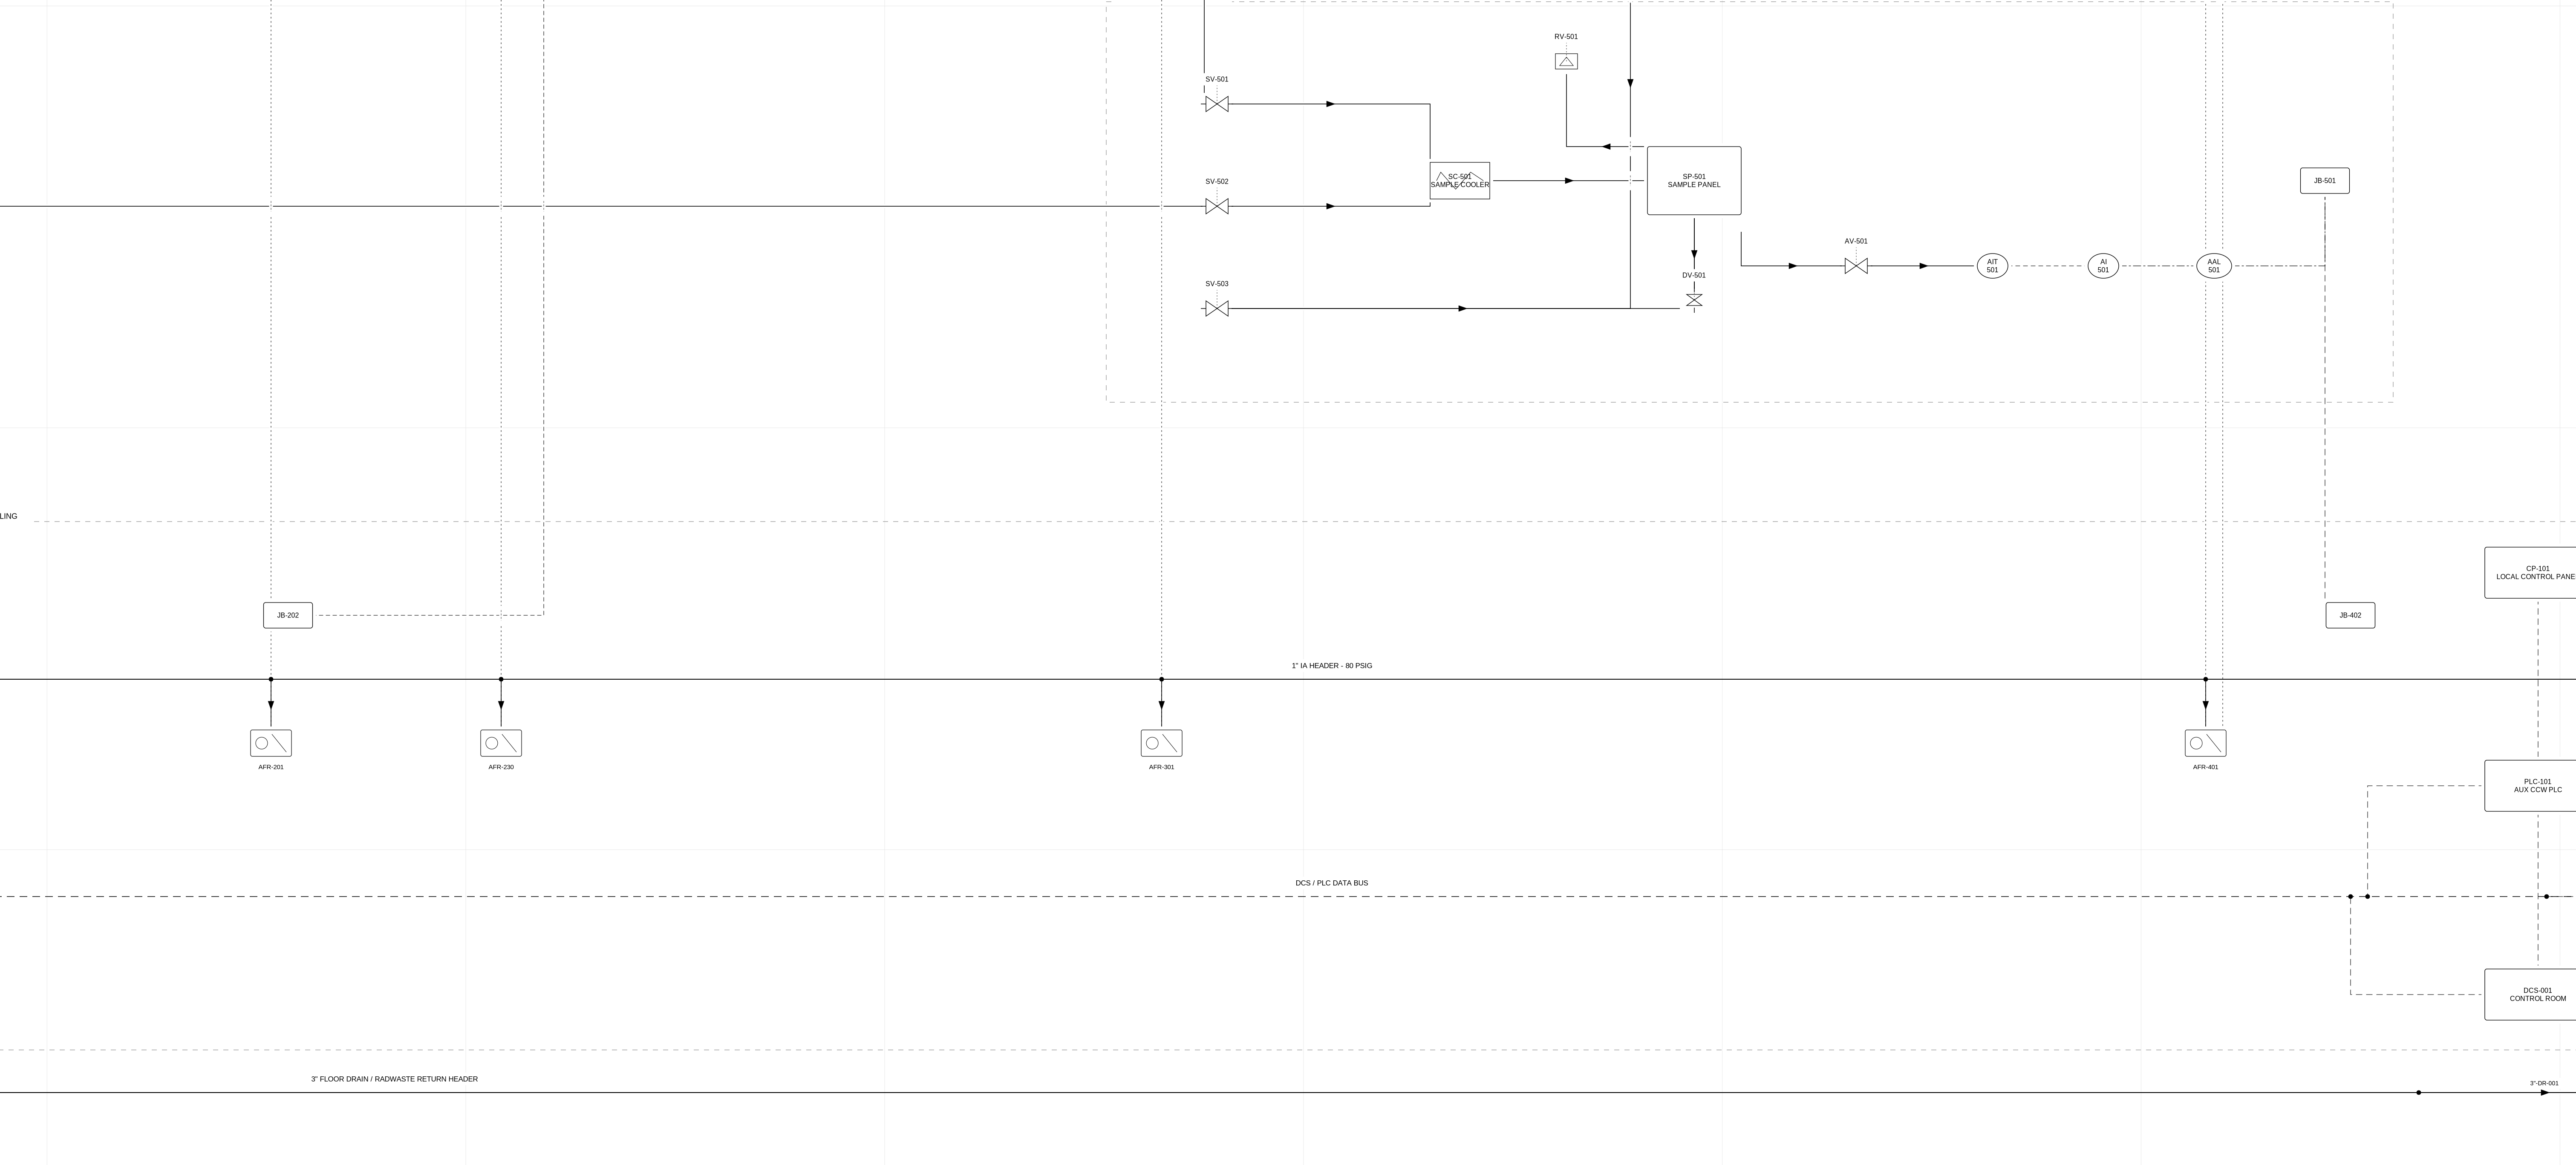 RV-501
SV-501
SC-501
SAMPLE COOLER
SP-501
SAMPLE PANEL
JB-501
SV-502
AV-501
AIT
501
AI
501
AAL
501
DV-501
SV-503
LING
CP-101
LOCAL CONTROL PANE
JB-202
JB-402
1" IA HEADER - 80 PSIG
AFR-201
AFR-230
AFR-301
AFR-401
PLC-101
AUX CCW PLC
DCS / PLC DATA BUS
DCS-001
CONTROL ROOM
3" FLOOR DRAIN / RADWASTE RETURN HEADER
3"-DR-001